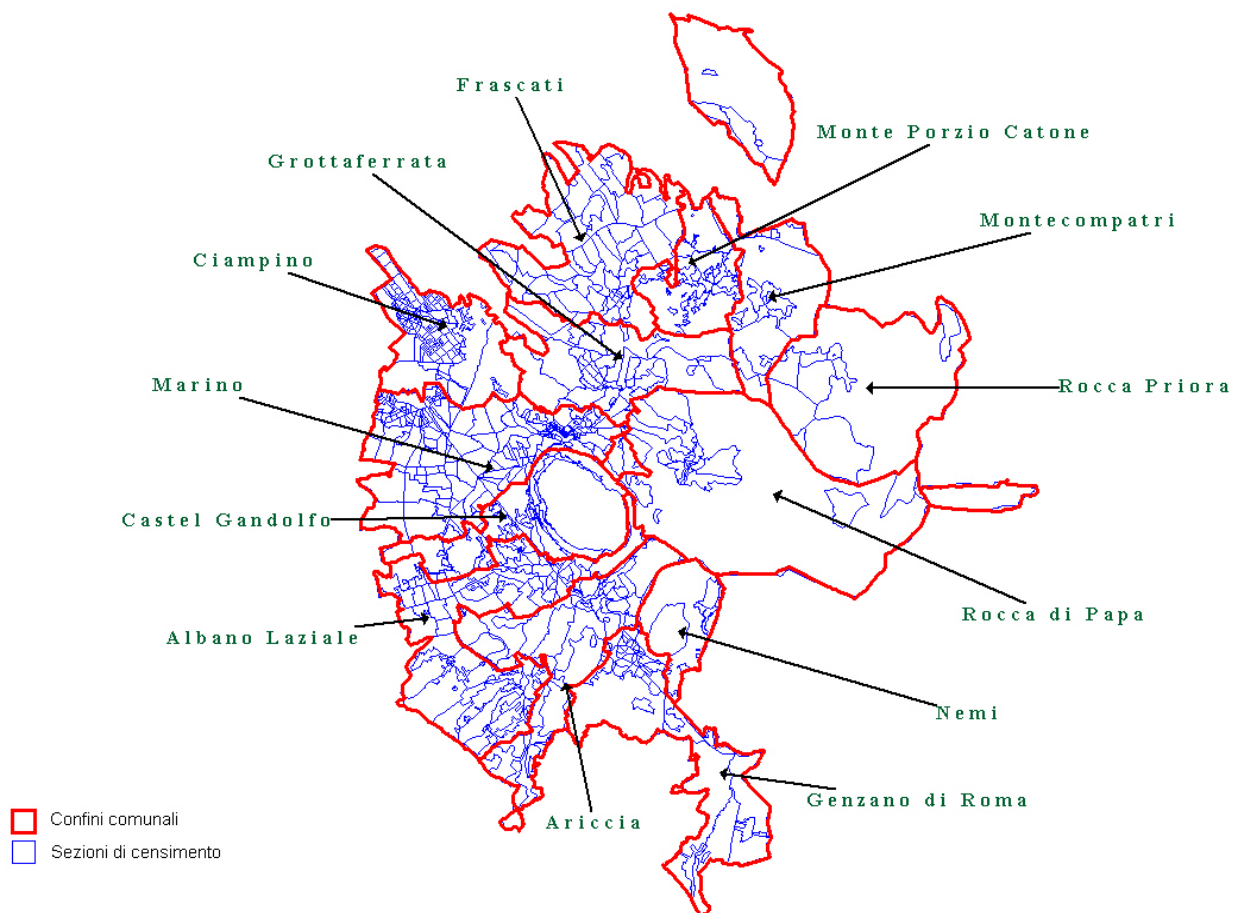 Frascati
Monte Porzio Catone
Grottaferrata
Montecompatri
Ciampino
Marino
Rocca Priora
Castel Gandolfo
Rocca di Papa
Albano Laziale
Nemi
Genzano di Roma
Ariccia
Confini comunali
Sezioni di censimento